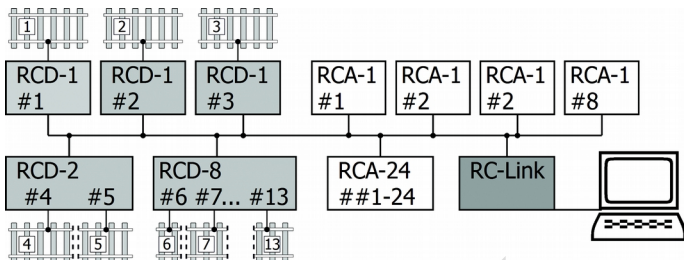 1 2 3
RCD-1 RCD-1 RCD-1 RCA-1 RCA-1 RCA-1 RCA-1
#1 #2 #3 #1 #2 #2 #8
RCD-2 RCD-8 RCA-24 RC-Link
#4 #5 #6 #7... #13 ##1-24
4 5 6 7 13